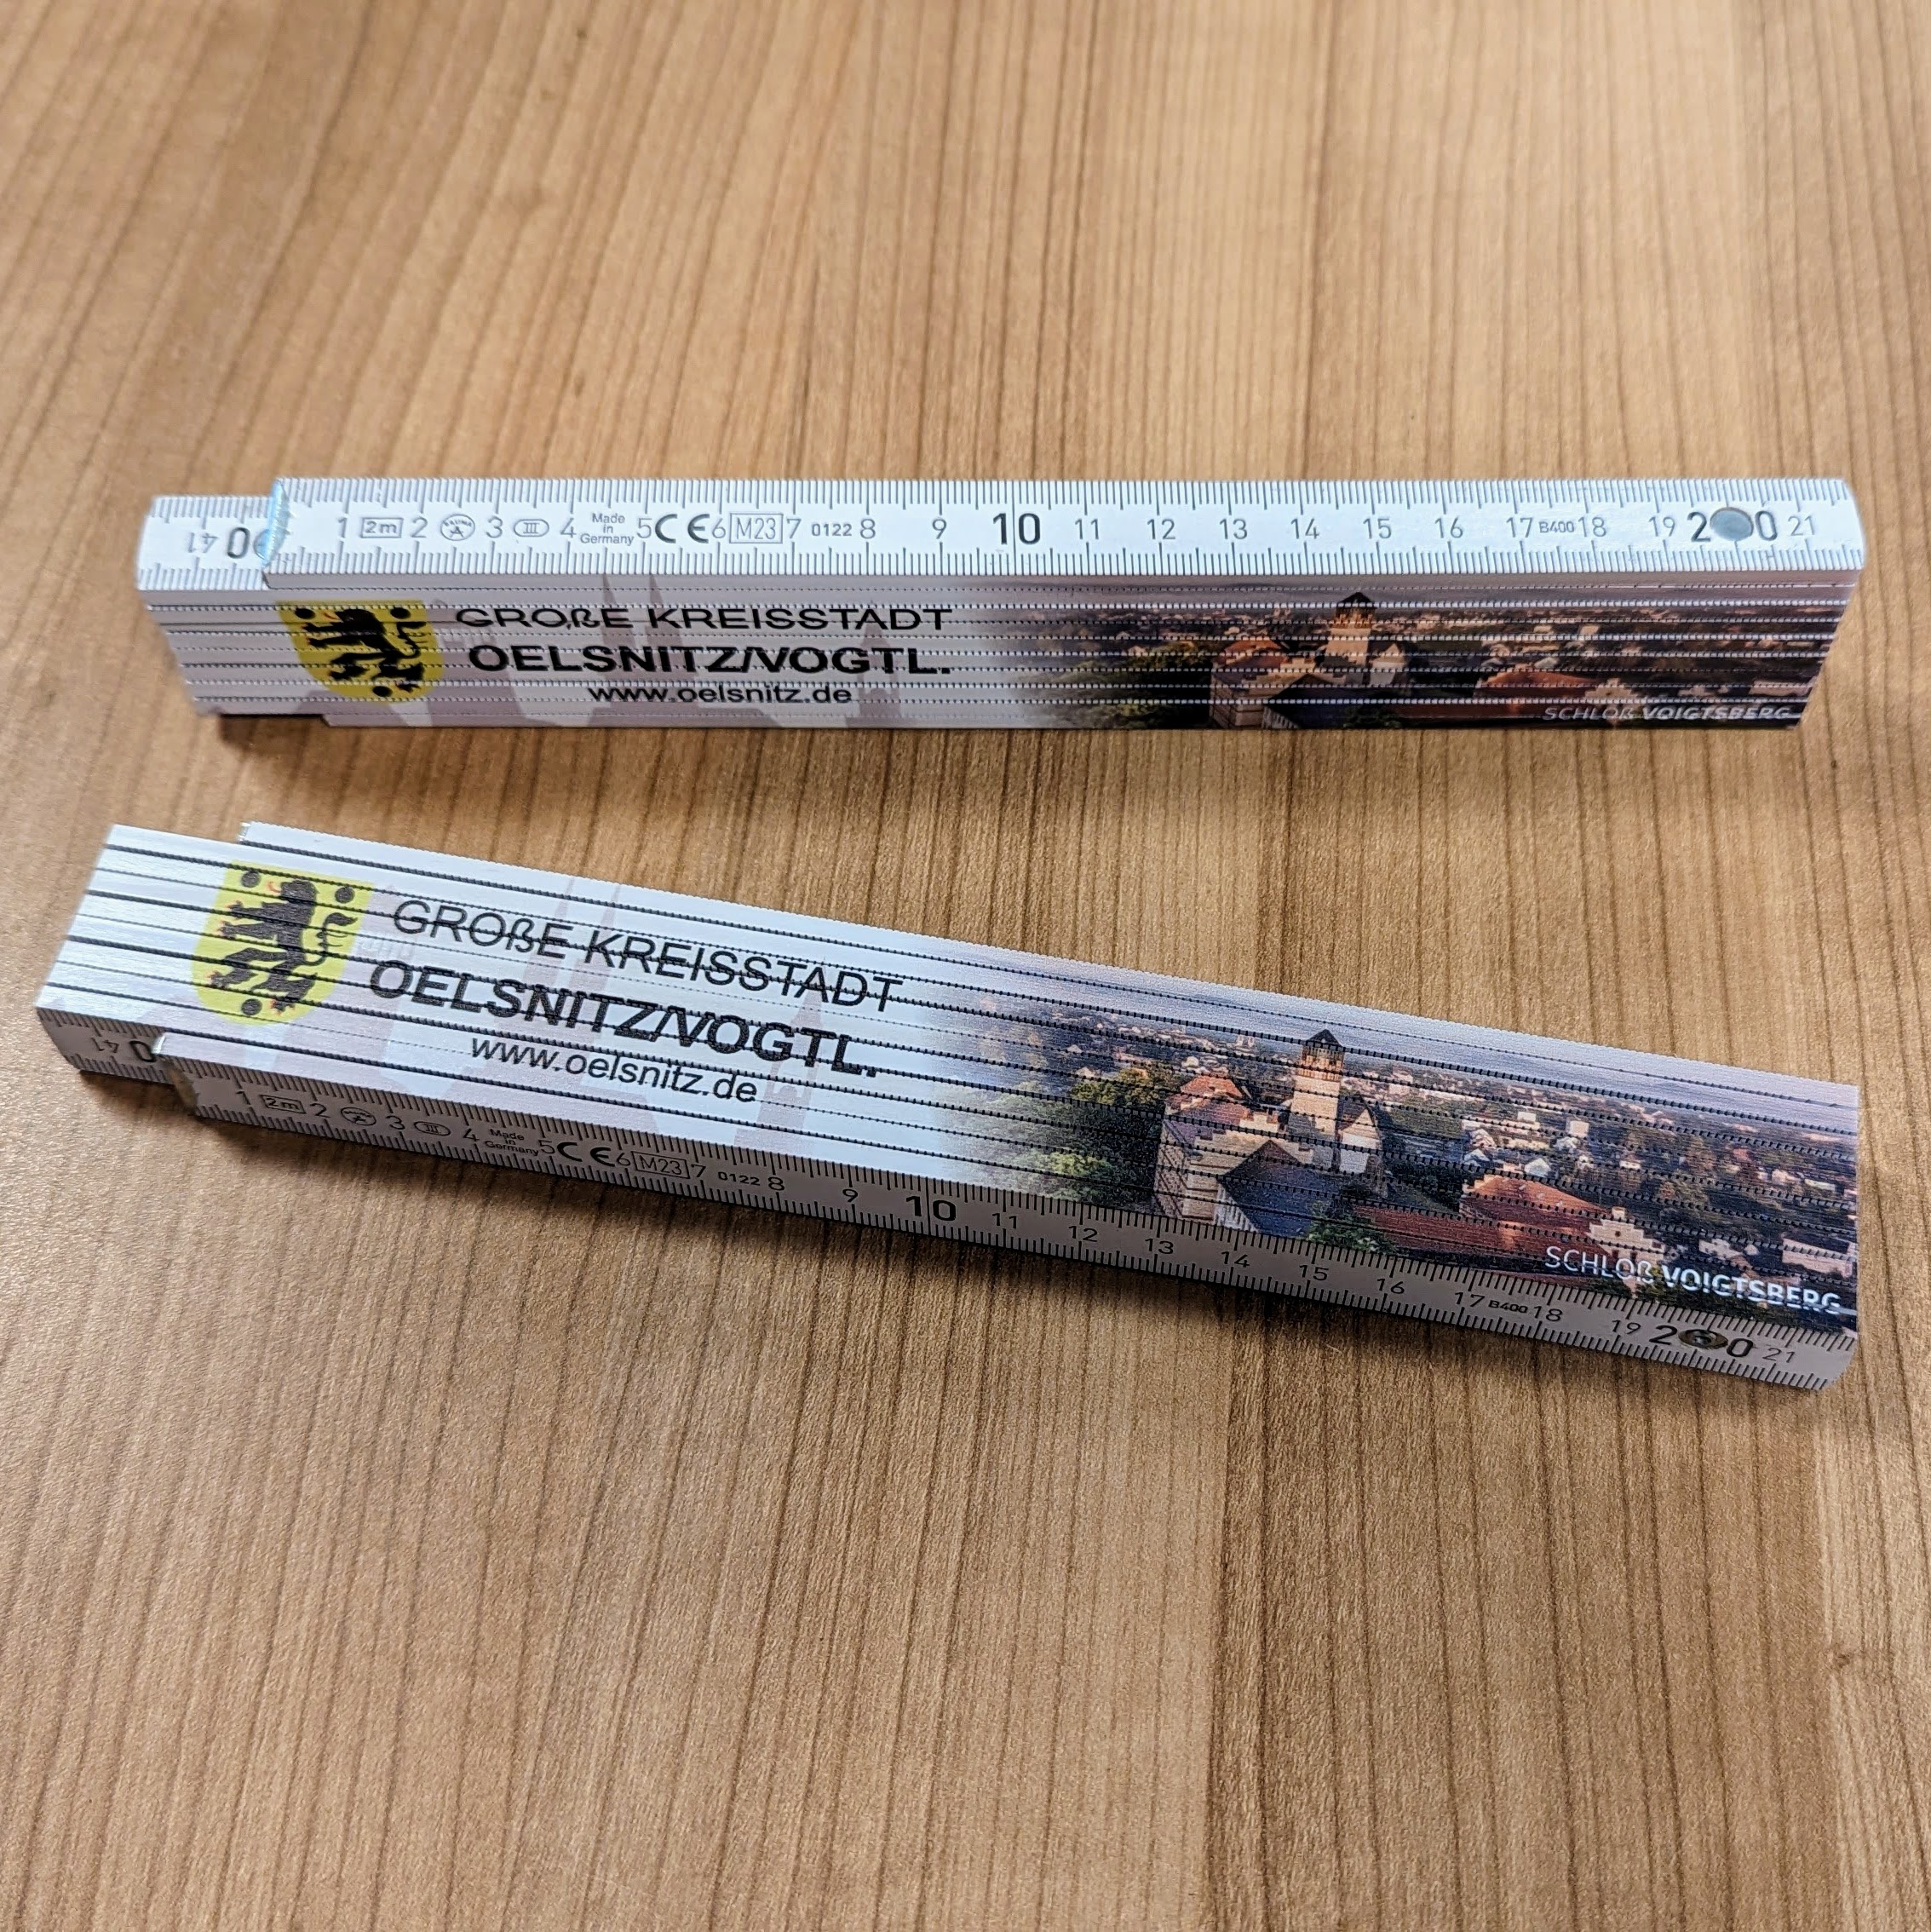 41 0 1 2m 2 3 III 4 Made in Germany 5 CE 6 M23 7 0122 8 9 10 11 12 13 14 15 16 17 B400 18 19 20 21
GROßE KREISSTADT
OELSNITZ/VOGTL.
www.oelsnitz.de
SCHLOß VOIGTSBERG
GROßE KREISSTADT
OELSNITZ/VOGTL.
www.oelsnitz.de
SCHLOß VOIGTSBERG
41 0 1 2m 2 3 III 4 Made in Germany 5 CE 6 M23 7 0122 8 9 10 11 12 13 14 15 16 17 B400 18 19 20 21